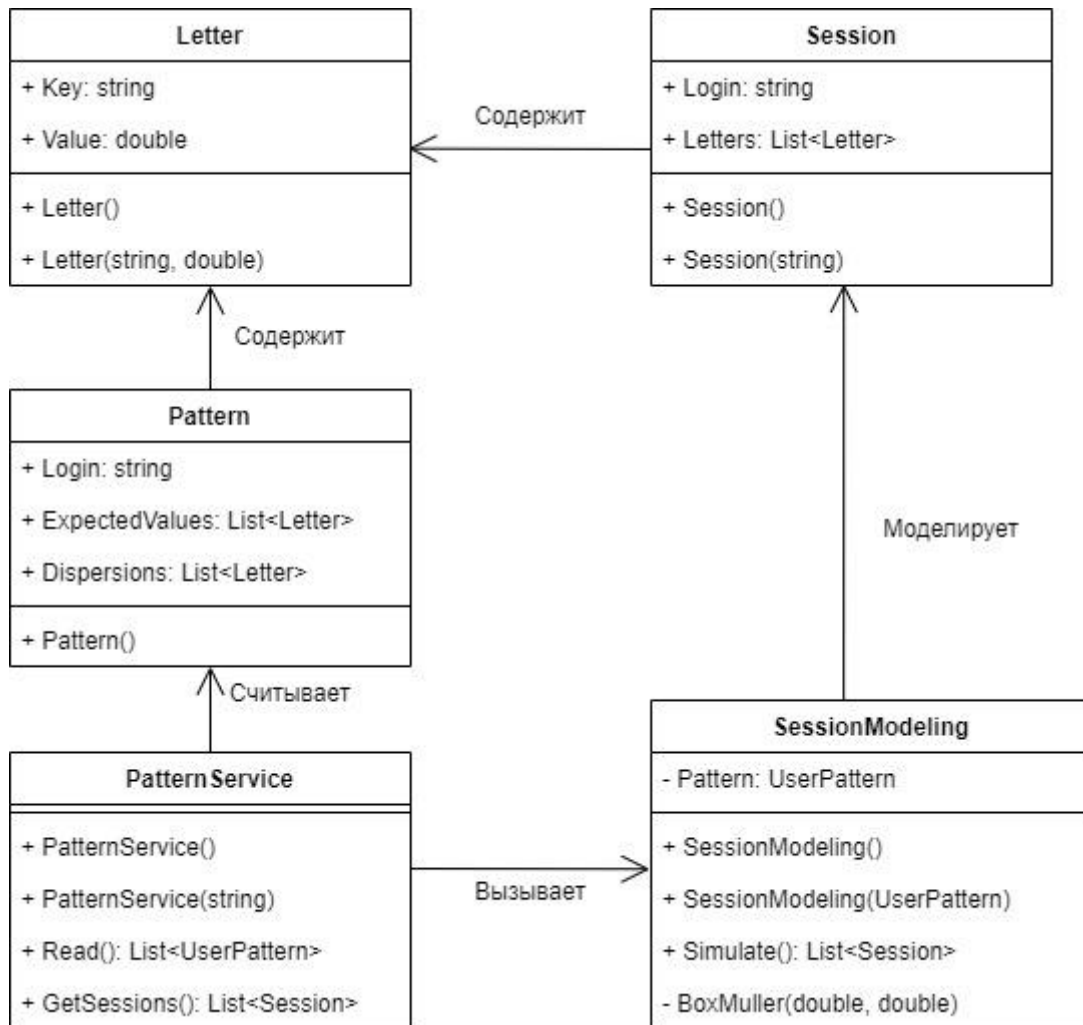 Letter
+ Key: string
+ Value: double
+ Letter()
+ Letter(string, double)
Содержит
Session
+ Login: string
+ Letters: List<Letter>
+ Session()
+ Session(string)
Содержит
Pattern
+ Login: string
+ ExpectedValues: List<Letter>
+ Dispersions: List<Letter>
+ Pattern()
Моделирует
Считывает
PatternService
+ PatternService()
+ PatternService(string)
+ Read(): List<UserPattern>
+ GetSessions(): List<Session>
Вызывает
SessionModeling
- Pattern: UserPattern
+ SessionModeling()
+ SessionModeling(UserPattern)
+ Simulate(): List<Session>
- BoxMuller(double, double)